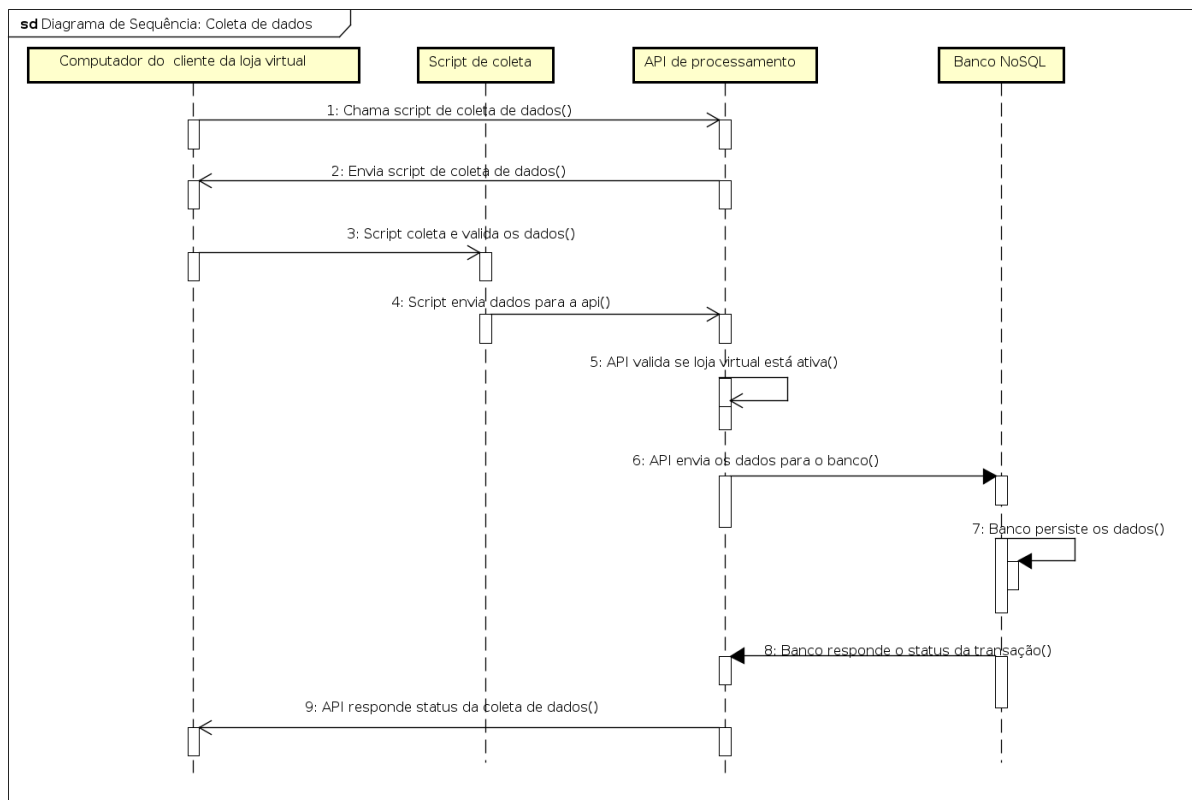 sd Diagrama de Sequência: Coleta de dados
Computador do cliente da loja virtual
Script de coleta
API de processamento
Banco NoSQL
1: Chama script de coleta de dados()
2: Envia script de coleta de dados()
3: Script coleta e valida os dados()
4: Script envia dados para a api()
5: API valida se loja virtual está ativa()
6: API envia os dados para o banco()
7: Banco persiste os dados()
8: Banco responde o status da transação()
9: API responde status da coleta de dados()